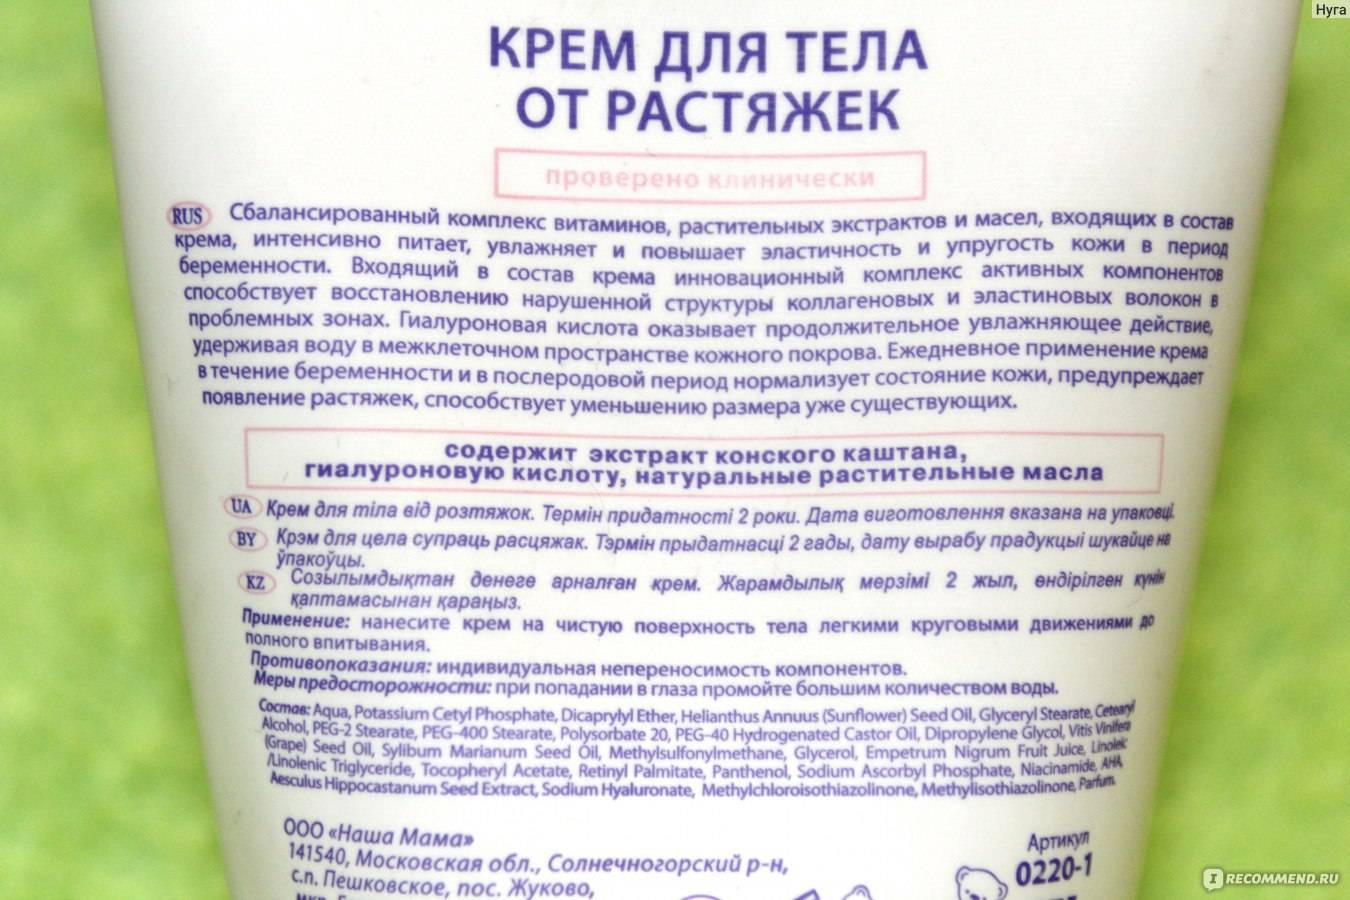 Нуга
КРЕМ ДЛЯ ТЕЛА
ОТ РАСТЯЖЕК
проверено клинически
RUS Сбалансированный комплекс витаминов, растительных экстрактов и масел, входящих в состав
крема, интенсивно питает, увлажняет и повышает эластичность и упругость кожи в период
беременности. Входящий в состав крема инновационный комплекс активных компонентов
способствует восстановлению нарушенной структуры коллагеновых и эластиновых волокон в
проблемных зонах. Гиалуроновая кислота оказывает продолжительное увлажняющее действие,
удерживая воду в межклеточном пространстве кожного покрова. Ежедневное применение крема
в течение беременности и в послеродовой период нормализует состояние кожи, предупреждает
появление растяжек, способствует уменьшению размера уже существующих.
содержит экстракт конского каштана,
гиалуроновую кислоту, натуральные растительные масла
UA Крем для тіла від розтяжок. Термін придатності 2 роки. Дата виготовлення вказана на упаковці.
BY Крэм для цела супраць расцяжак. Тэрмін прыдатнасці 2 гады, дату вырабу прадукцыі шукайце на
ўпакоўцы.
KZ Созылымдықтан денеге арналған крем. Жарамдылық мерзімі 2 жыл, өндірілген күнін
қаптамасынан қараңыз.
Применение: нанесите крем на чистую поверхность тела легкими круговыми движениями до
полного впитывания.
Противопоказания: индивидуальная непереносимость компонентов.
Меры предосторожности: при попадании в глаза промойте большим количеством воды.
Состав: Aqua, Potassium Cetyl Phosphate, Dicaprylyl Ether, Helianthus Annuus (Sunflower) Seed Oil, Glyceryl Stearate, Cetearyl
Alcohol, PEG-2 Stearate, PEG-400 Stearate, Polysorbate 20, PEG-40 Hydrogenated Castor Oil, Dipropylene Glycol, Vitis Vinifera
(Grape) Seed Oil, Sylibum Marianum Seed Oil, Methylsulfonylmethane, Glycerol, Empetrum Nigrum Fruit Juice, Linoleic
/Linolenic Triglyceride, Tocopheryl Acetate, Retinyl Palmitate, Panthenol, Sodium Ascorbyl Phosphate, Niacinamide, AHA,
Aesculus Hippocastanum Seed Extract, Sodium Hyaluronate, Methylchloroisothiazolinone, Methylisothiazolinone, Parfum.
ООО «Наша Мама»
141540, Московская обл., Солнечногорский р-н,
с.п. Пешковское, пос. Жуково,
Артикул
0220-1
IRECOMMEND.RU